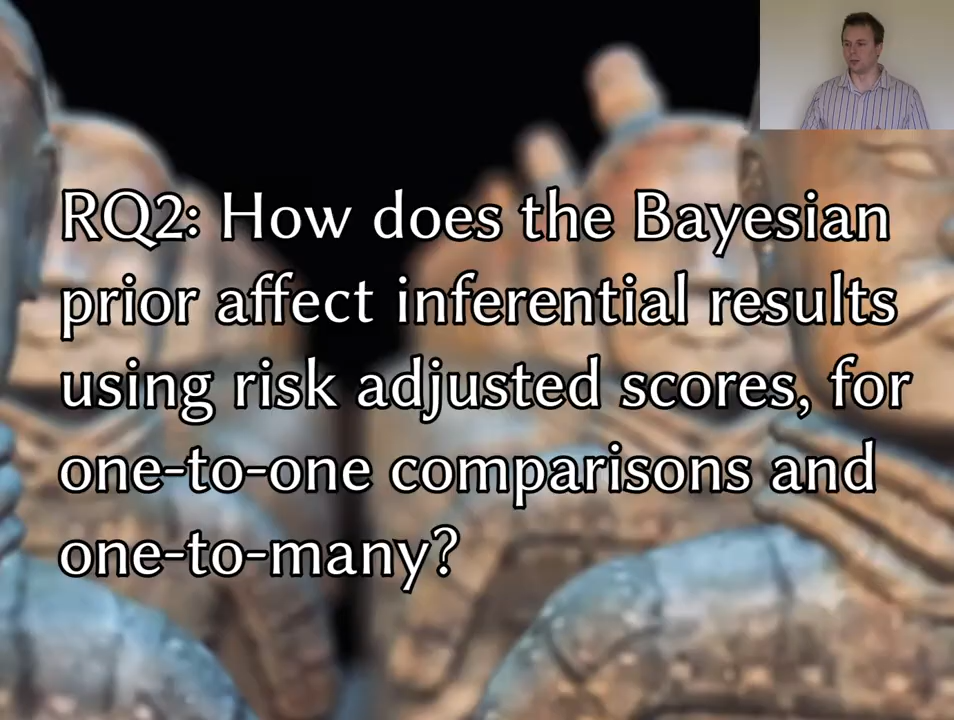 RQ2: How does the Bayesian
prior affect inferential results
using risk adjusted scores, for
one-to-one comparisons and
one-to-many?